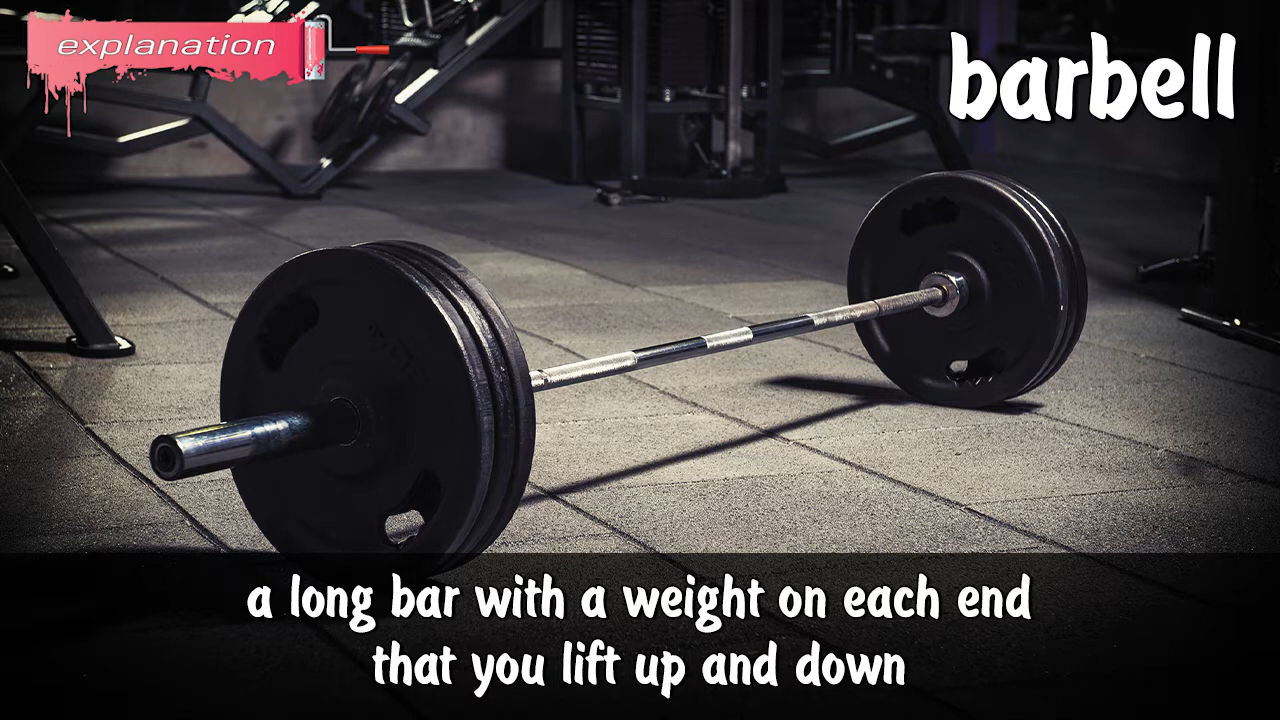 explanation
barbell
a long bar with a weight on each end
that you lift up and down